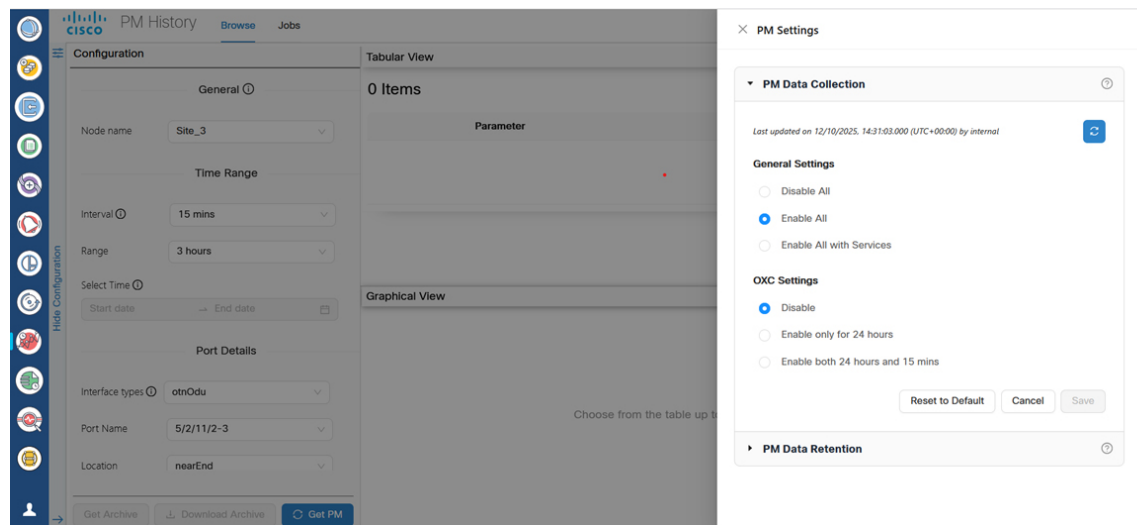 CISCO PM History Browse Jobs
Configuration
General
Node name Site_3
Time Range
Interval 15 mins
Range 3 hours
Select Time
Start date → End date
Port Details
Interface types otnOdu
Port Name 5/2/11/2-3
Location nearEnd
Get Archive Download Archive Get PM
Hide Configuration
Tabular View
0 Items
Parameter
Graphical View
Choose from the table up
PM Settings
PM Data Collection
Last updated on 12/10/2025, 14:31:03.000 (UTC+00:00) by internal
General Settings
Disable All
Enable All
Enable All with Services
OXC Settings
Disable
Enable only for 24 hours
Enable both 24 hours and 15 mins
Reset to Default Cancel Save
PM Data Retention